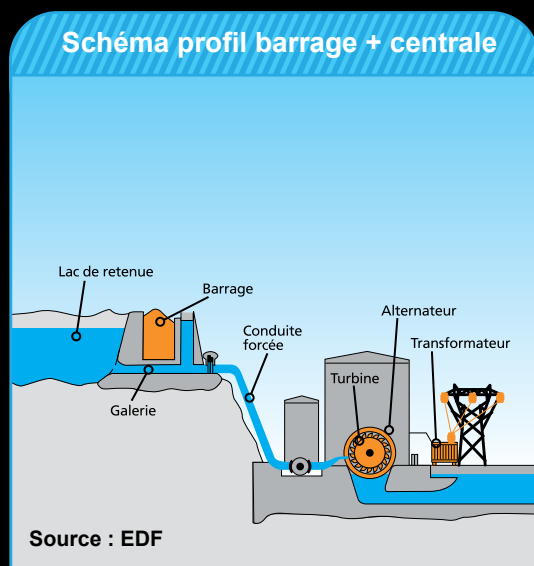 Schéma profil barrage + centrale
Lac de retenue
Barrage
Alternateur
Conduite
forcée
Transformateur
Turbine
Galerie
Source : EDF